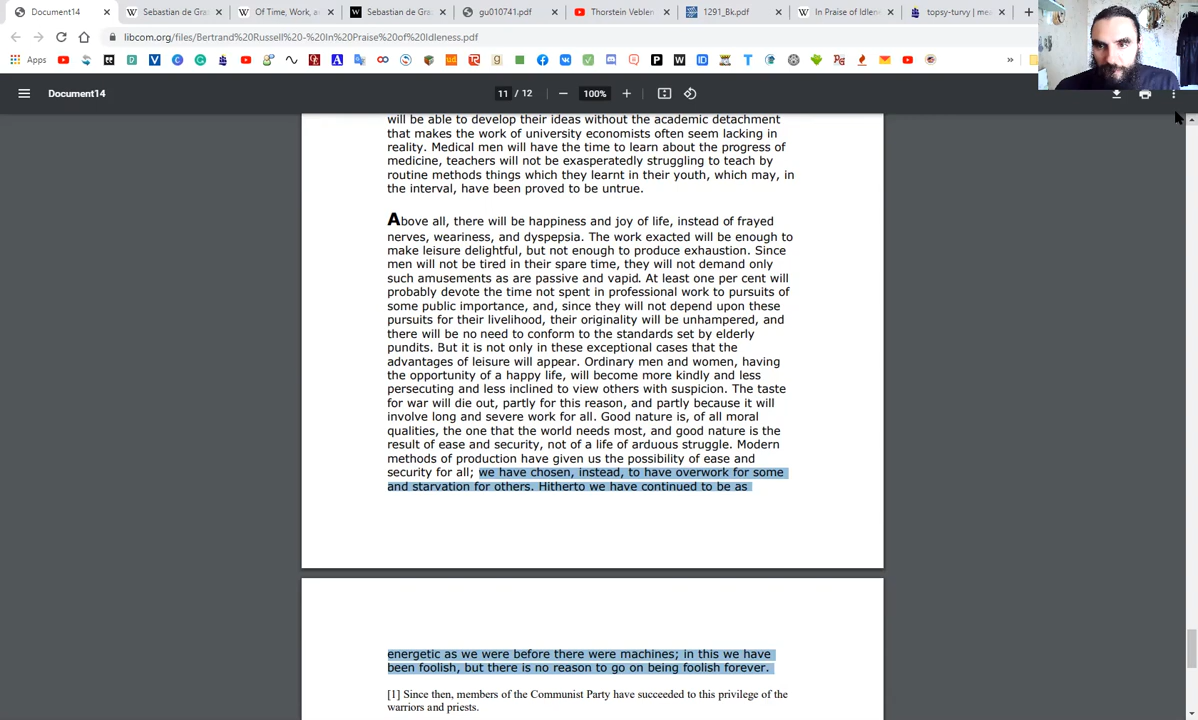 Document14
Sebastian de Gra
Of Time, Work, a
Sebastian de Gra
gu010741.pdf
Thorstein Veblen
1291_Bk.pdf
In Praise of Idlene
topsy-turvy | mea
libcom.org/files/Bertrand%20Russell%20-%20In%20Praise%20of%20Idleness.pdf
Apps
Document14
11 / 12
100%
will be able to develop their ideas without the academic detachment
that makes the work of university economists often seem lacking in
reality. Medical men will have the time to learn about the progress of
medicine, teachers will not be exasperatedly struggling to teach by
routine methods things which they learnt in their youth, which may, in
the interval, have been proved to be untrue.
Above all, there will be happiness and joy of life, instead of frayed
nerves, weariness, and dyspepsia. The work exacted will be enough to
make leisure delightful, but not enough to produce exhaustion. Since
men will not be tired in their spare time, they will not demand only
such amusements as are passive and vapid. At least one per cent will
probably devote the time not spent in professional work to pursuits of
some public importance, and, since they will not depend upon these
pursuits for their livelihood, their originality will be unhampered, and
there will be no need to conform to the standards set by elderly
pundits. But it is not only in these exceptional cases that the
advantages of leisure will appear. Ordinary men and women, having
the opportunity of a happy life, will become more kindly and less
persecuting and less inclined to view others with suspicion. The taste
for war will die out, partly for this reason, and partly because it will
involve long and severe work for all. Good nature is, of all moral
qualities, the one that the world needs most, and good nature is the
result of ease and security, not of a life of arduous struggle. Modern
methods of production have given us the possibility of ease and
security for all; we have chosen, instead, to have overwork for some
and starvation for others. Hitherto we have continued to be as
energetic as we were before there were machines; in this we have
been foolish, but there is no reason to go on being foolish forever.
[1] Since then, members of the Communist Party have succeeded to this privilege of the
warriors and priests.